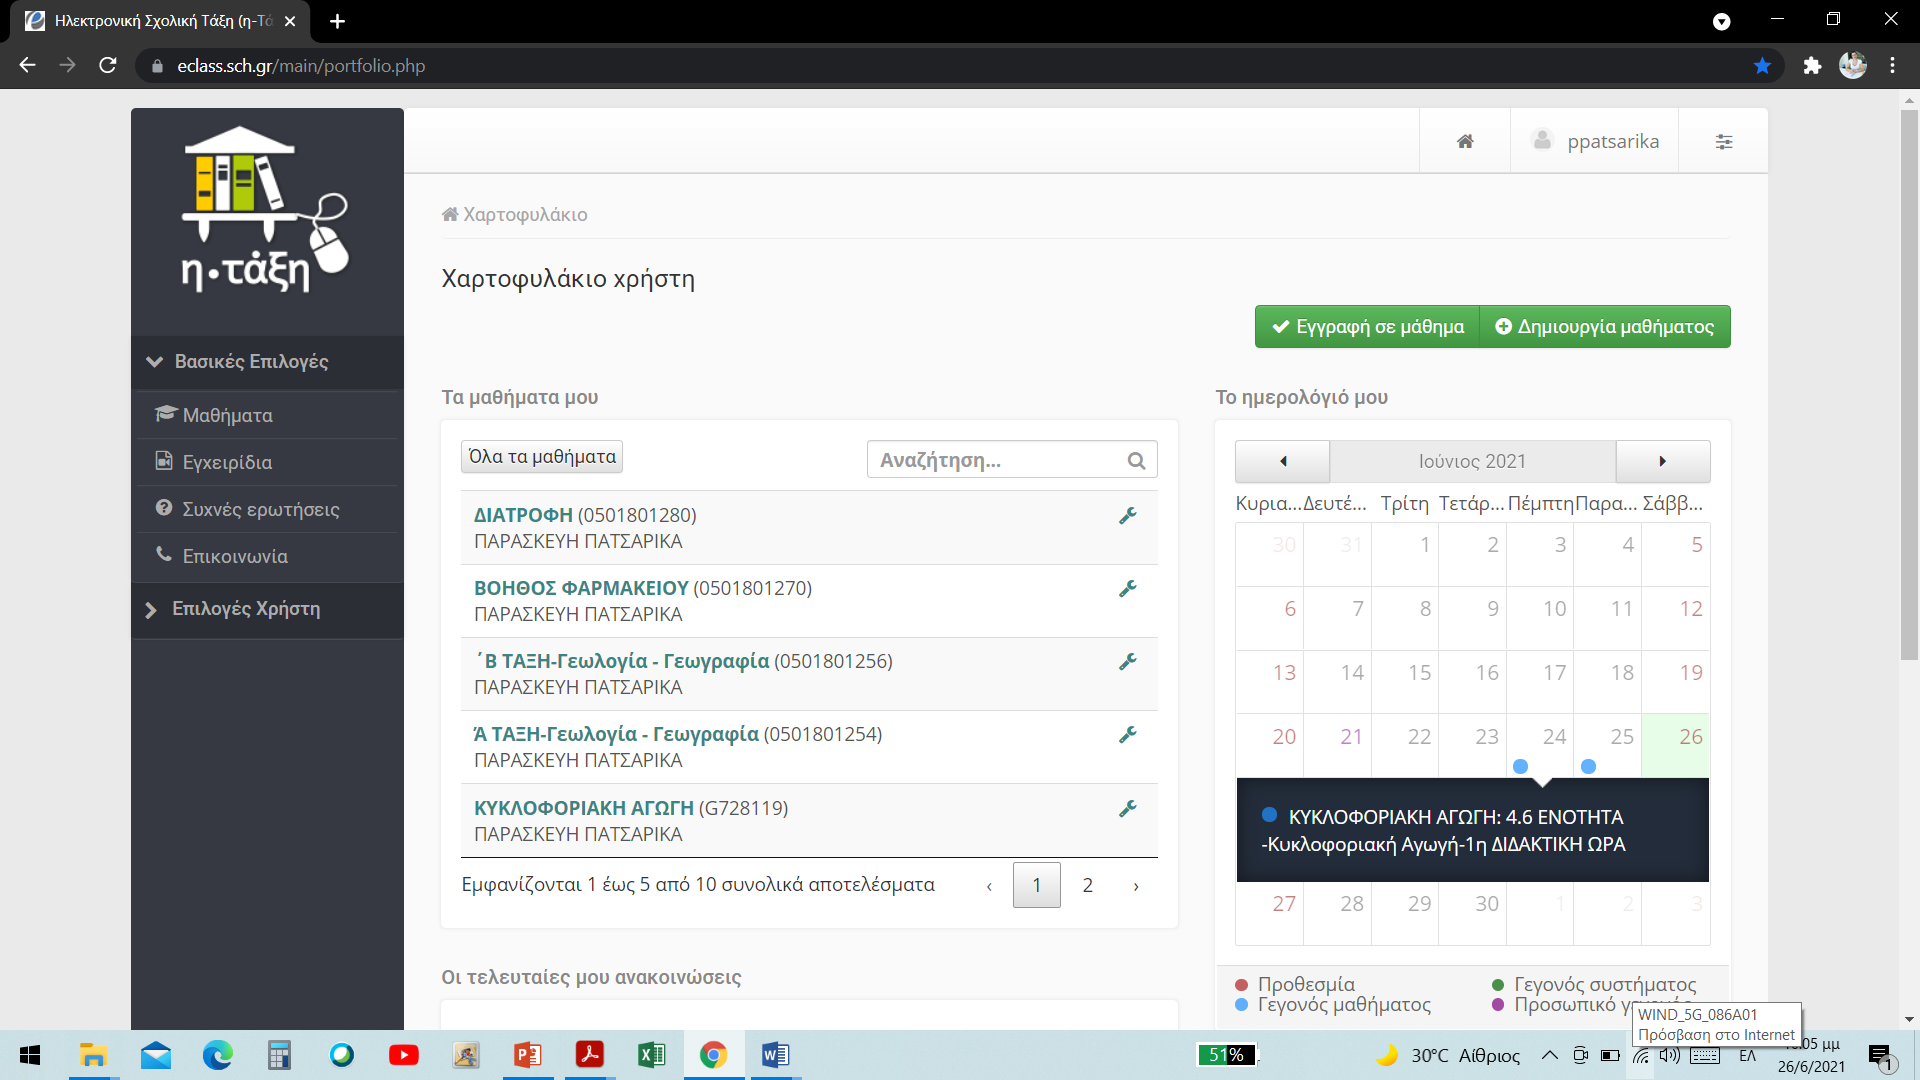 Ηλεκτρονική Σχολική Τάξη (η-Τά
eclass.sch.gr/main/portfolio.php
η·τάξη
Βασικές Επιλογές
Μαθήματα
Εγχειρίδια
Συχνές ερωτήσεις
Επικοινωνία
Επιλογές Χρήστη
ppatsarika
Χαρτοφυλάκιο
Χαρτοφυλάκιο χρήστη
Εγγραφή σε μάθημα
Δημιουργία μαθήματος
Τα μαθήματα μου
Όλα τα μαθήματα
Αναζήτηση...
ΔΙΑΤΡΟΦΗ (0501801280)
ΠΑΡΑΣΚΕΥΗ ΠΑΤΣΑΡΙΚΑ
ΒΟΗΘΟΣ ΦΑΡΜΑΚΕΙΟΥ (0501801270)
ΠΑΡΑΣΚΕΥΗ ΠΑΤΣΑΡΙΚΑ
΄Β ΤΑΞΗ-Γεωλογία - Γεωγραφία (0501801256)
ΠΑΡΑΣΚΕΥΗ ΠΑΤΣΑΡΙΚΑ
Ά ΤΑΞΗ-Γεωλογία - Γεωγραφία (0501801254)
ΠΑΡΑΣΚΕΥΗ ΠΑΤΣΑΡΙΚΑ
ΚΥΚΛΟΦΟΡΙΑΚΗ ΑΓΩΓΗ (G728119)
ΠΑΡΑΣΚΕΥΗ ΠΑΤΣΑΡΙΚΑ
Εμφανίζονται 1 έως 5 από 10 συνολικά αποτελέσματα ‹ 1 2 ›
Οι τελευταίες μου ανακοινώσεις
Το ημερολόγιό μου
Ιούνιος 2021
Κυρια... Δευτέ... Τρίτη Τετάρ... Πέμπτη Παρα... Σάββ...
30 31 1 2 3 4 5
6 7 8 9 10 11 12
13 14 15 16 17 18 19
20 21 22 23 24 25 26
ΚΥΚΛΟΦΟΡΙΑΚΗ ΑΓΩΓΗ: 4.6 ΕΝΟΤΗΤΑ
-Κυκλοφοριακή Αγωγή-1η ΔΙΔΑΚΤΙΚΗ ΩΡΑ
27 28 29 30 1 2 3
Προθεσμία Γεγονός συστήματος
Γεγονός μαθήματος Προσωπικό
WIND_5G_086A01
Πρόσβαση στο Internet
51%
30°C Αίθριος
ΕΛ
:05 μμ
26/6/2021
1